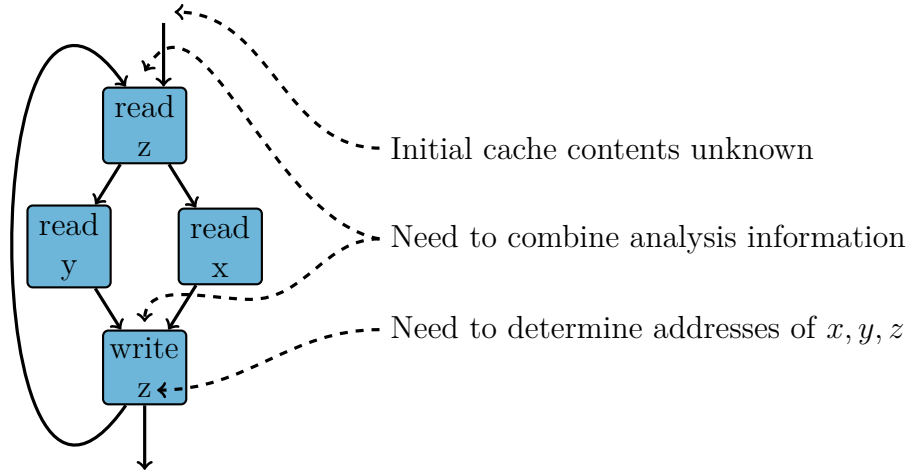 read
z
Initial cache contents unknown
read
y
read
x
Need to combine analysis information
write
z
Need to determine addresses of x, y, z